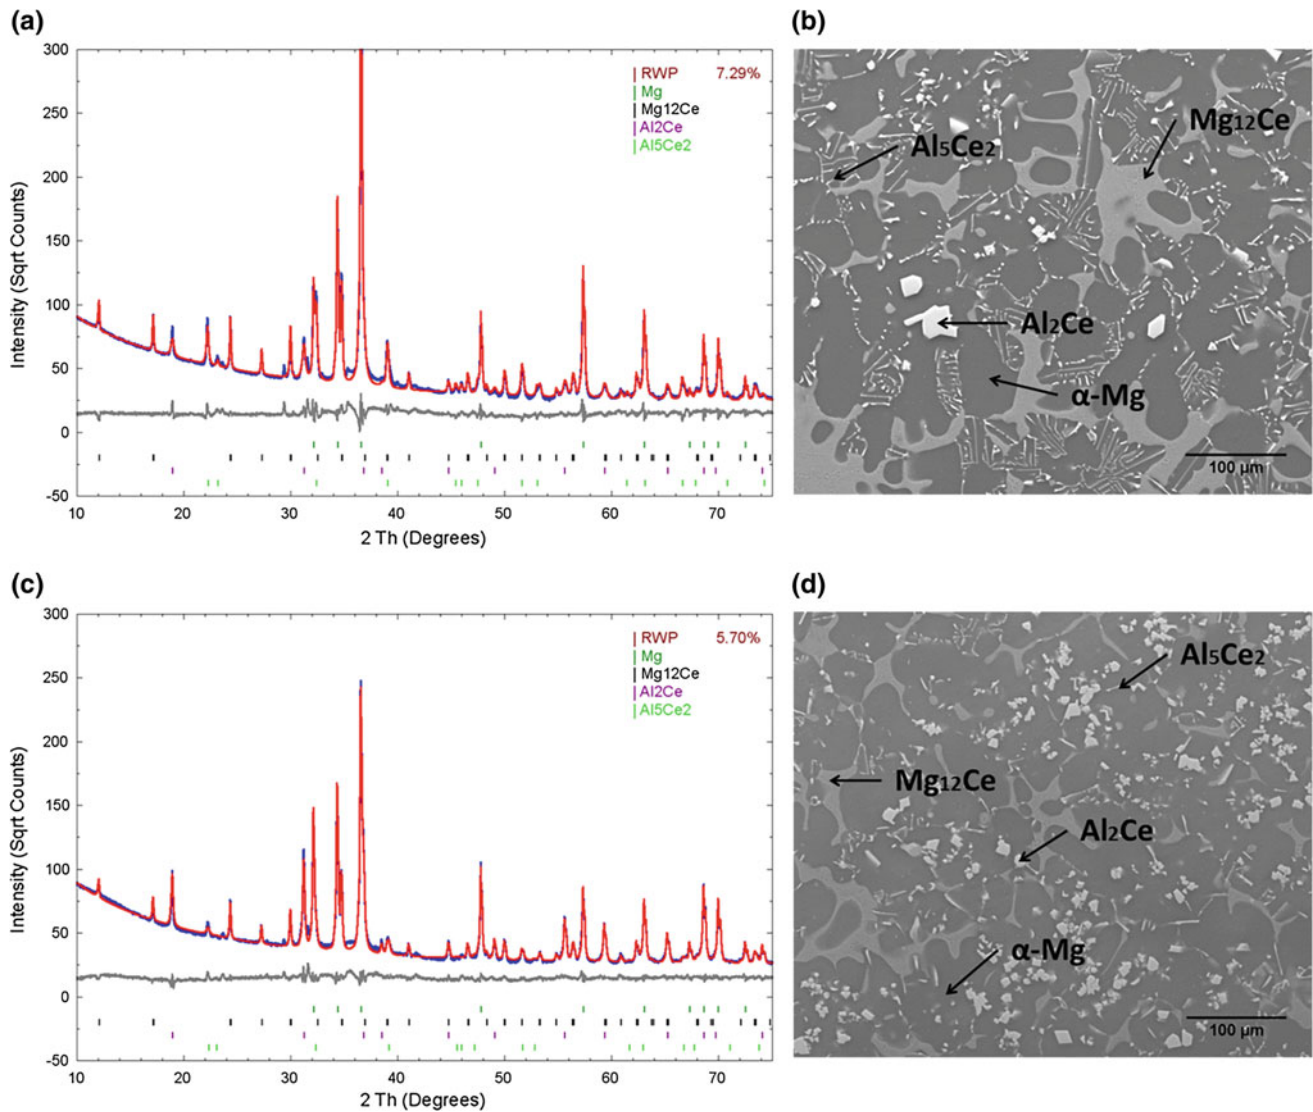 (a)
Intensity (Sqrt Counts)
300
250
200
150
100
50
0
-50
RWP 7.29%
Mg
Mg12Ce
Al2Ce
Al5Ce2
10 20 30 40 50 60 70
2 Th (Degrees)
(b)
Mg12Ce
Al5Ce2
Al2Ce
α-Mg
100 µm
(c)
Intensity (Sqrt Counts)
300
250
200
150
100
50
0
-50
RWP 5.70%
Mg
Mg12Ce
Al2Ce
Al5Ce2
10 20 30 40 50 60 70
2 Th (Degrees)
(d)
Al5Ce2
Mg12Ce
Al2Ce
α-Mg
100 µm